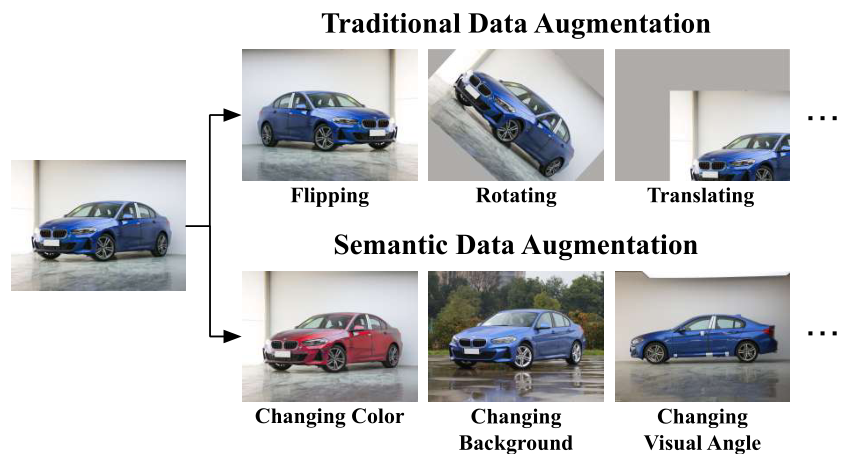 Traditional Data Augmentation
Flipping
Rotating
Translating
...
Semantic Data Augmentation
Changing Color
Changing
Background
Changing
Visual Angle
...